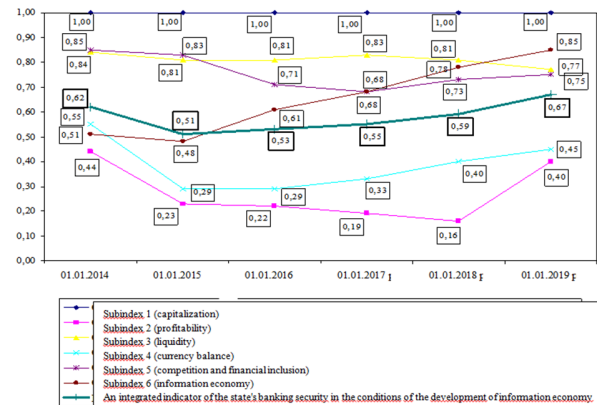 1,00
0,90
0,80
0,70
0,60
0,50
0,40
0,30
0,20
0,10
0,00
1,00 1,00 1,00 1,00 1,00 1,00
0,85 0,83 0,71 0,68 0,73 0,75
0,84 0,81 0,81 0,83 0,81 0,77
0,62 0,51 0,53 0,55 0,59 0,67
0,55 0,29 0,29 0,33 0,40 0,45
0,51 0,48 0,61 0,68 0,78 0,85
0,44 0,23 0,22 0,19 0,16 0,40
01.01.2014 01.01.2015 01.01.2016 01.01.2017 р 01.01.2018 р 01.01.2019 р
Subindex 1 (capitalization)
Subindex 2 (profitability)
Subindex 3 (liquidity)
Subindex 4 (currency balance)
Subindex 5 (competition and financial inclusion)
Subindex 6 (information economy)
An integrated indicator of the state's banking security in the conditions of the development of information economy